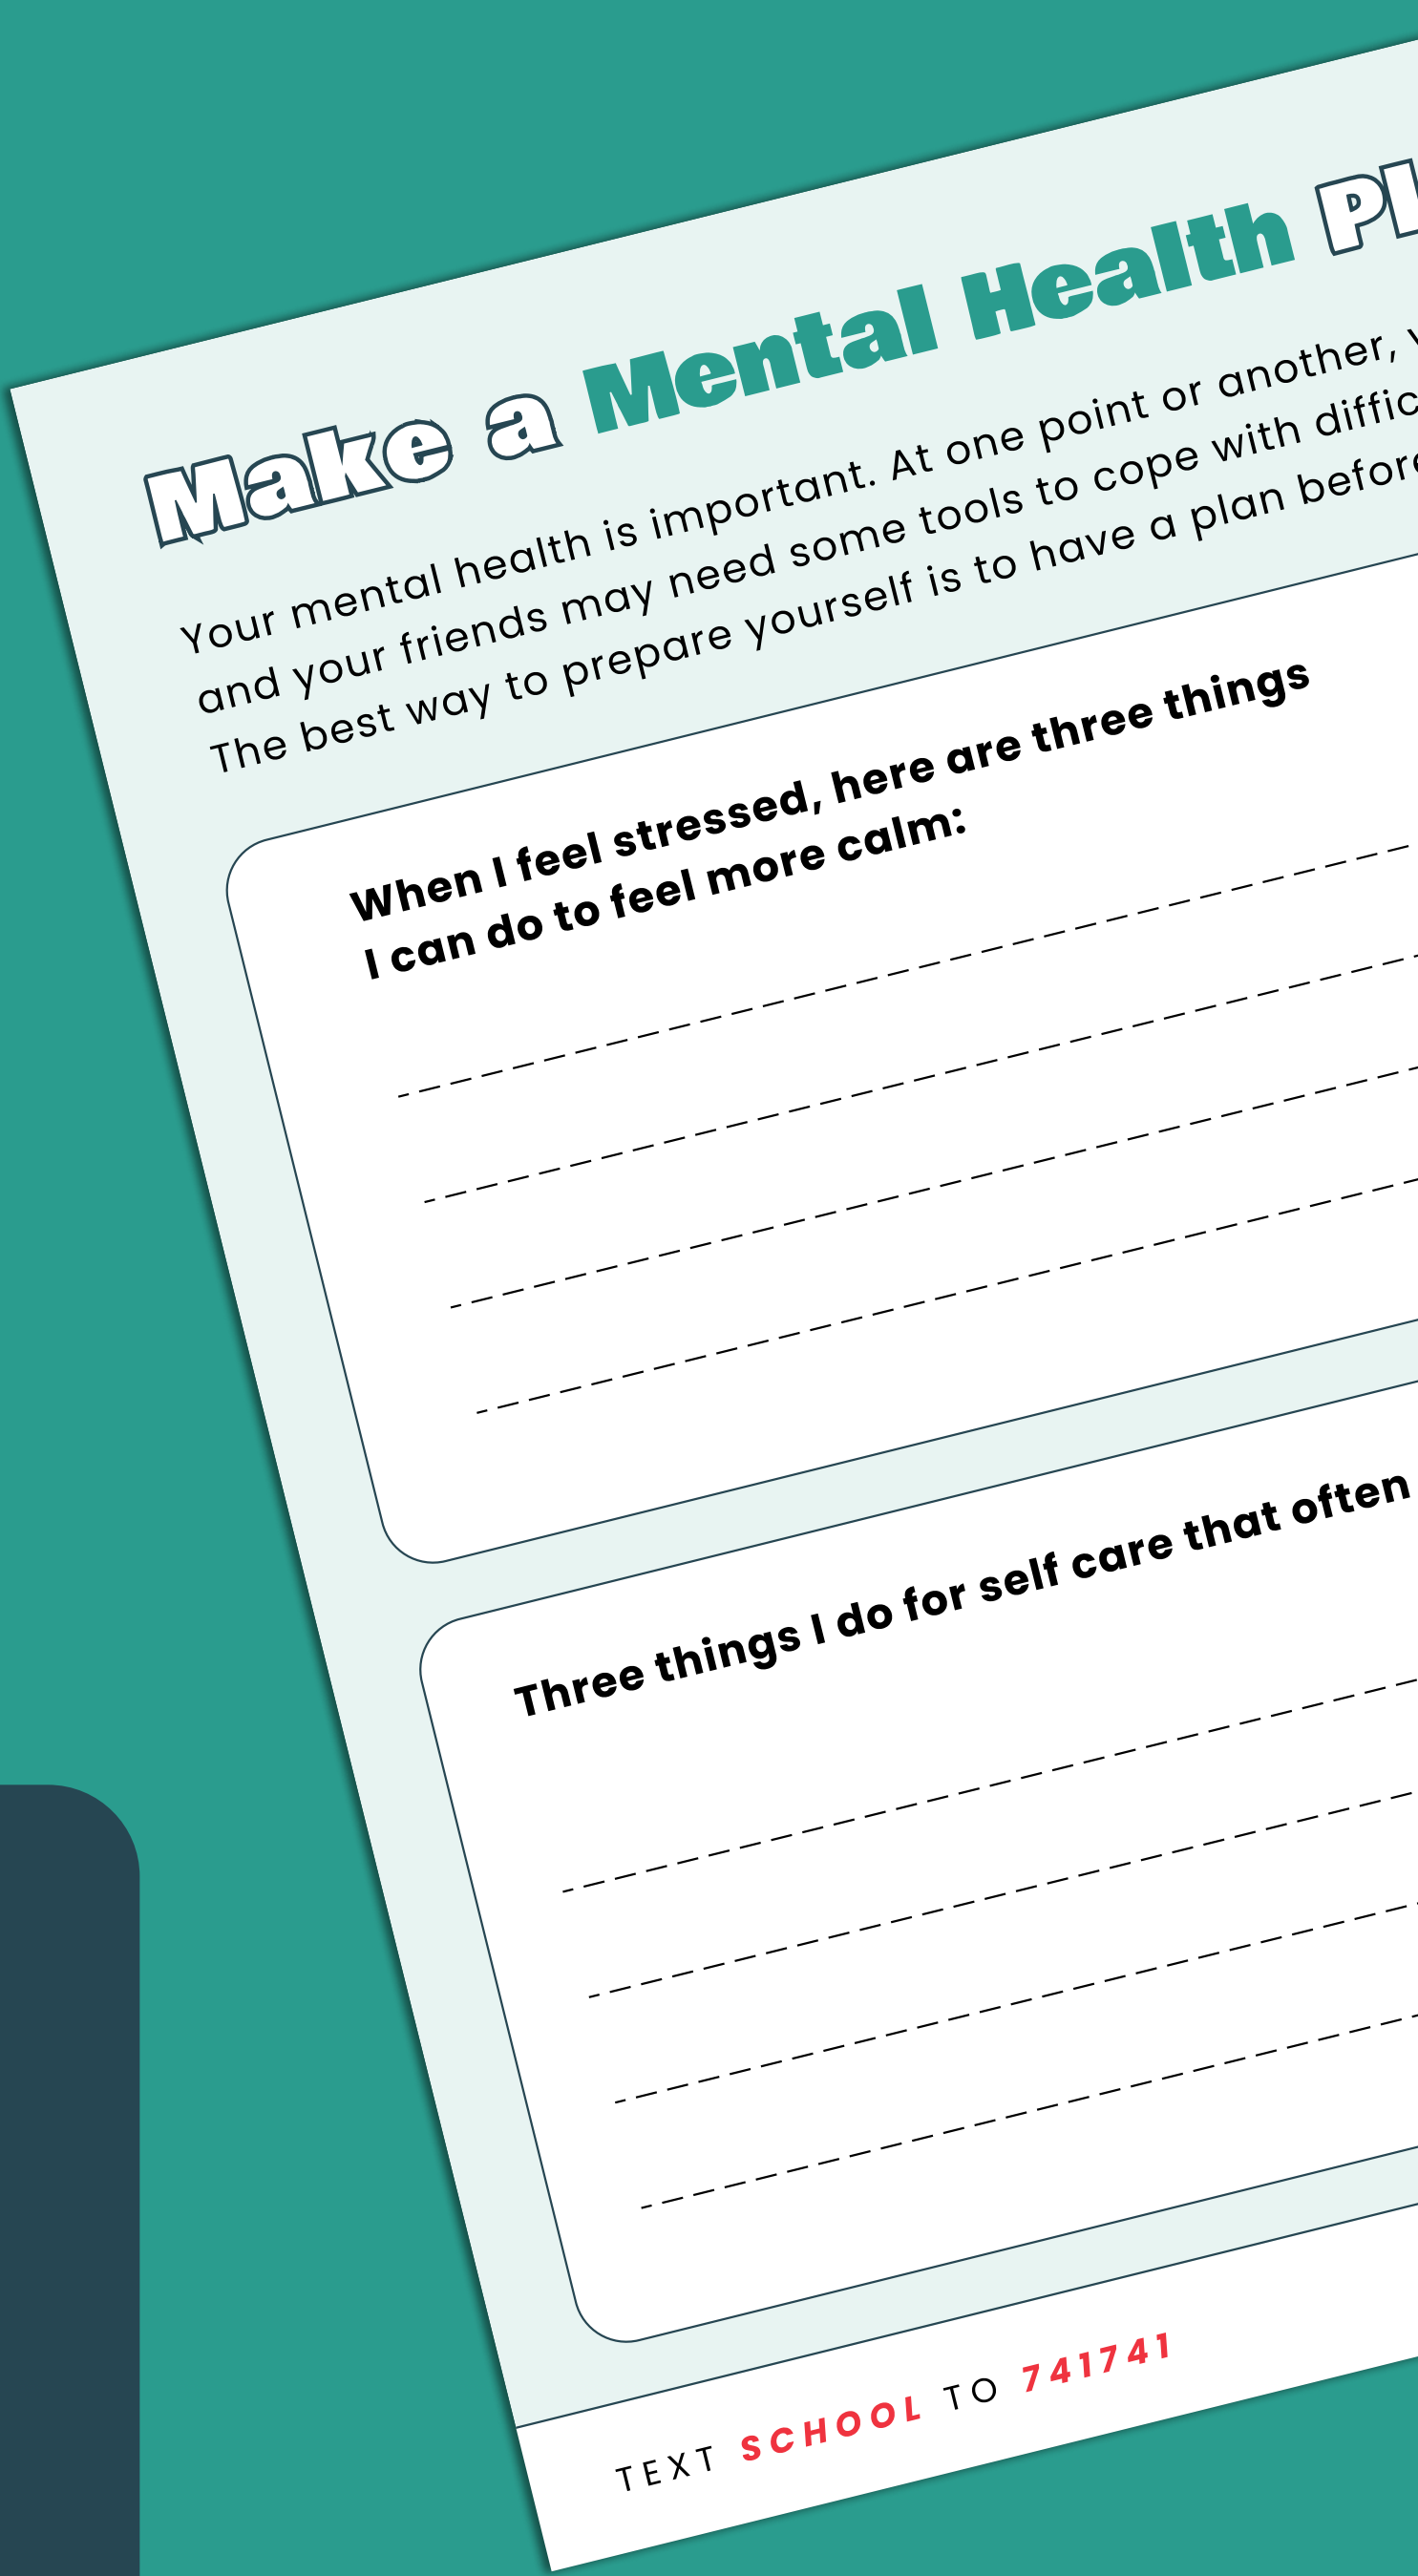 Make a Mental Health
Your mental health is important. At one point or another,
and your friends may need some tools to cope with
The best way to prepare yourself is to have a plan before
When I feel stressed, here are three things
I can do to feel more calm:
Three things I do for self care that often
TEXT SCHOOL TO 741741